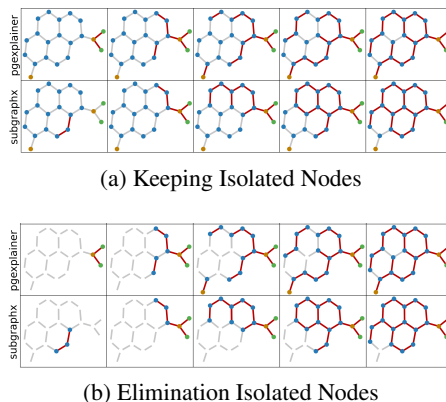 pgexplainer
subgraphx
(a) Keeping Isolated Nodes
pgexplainer
subgraphx
(b) Elimination Isolated Nodes